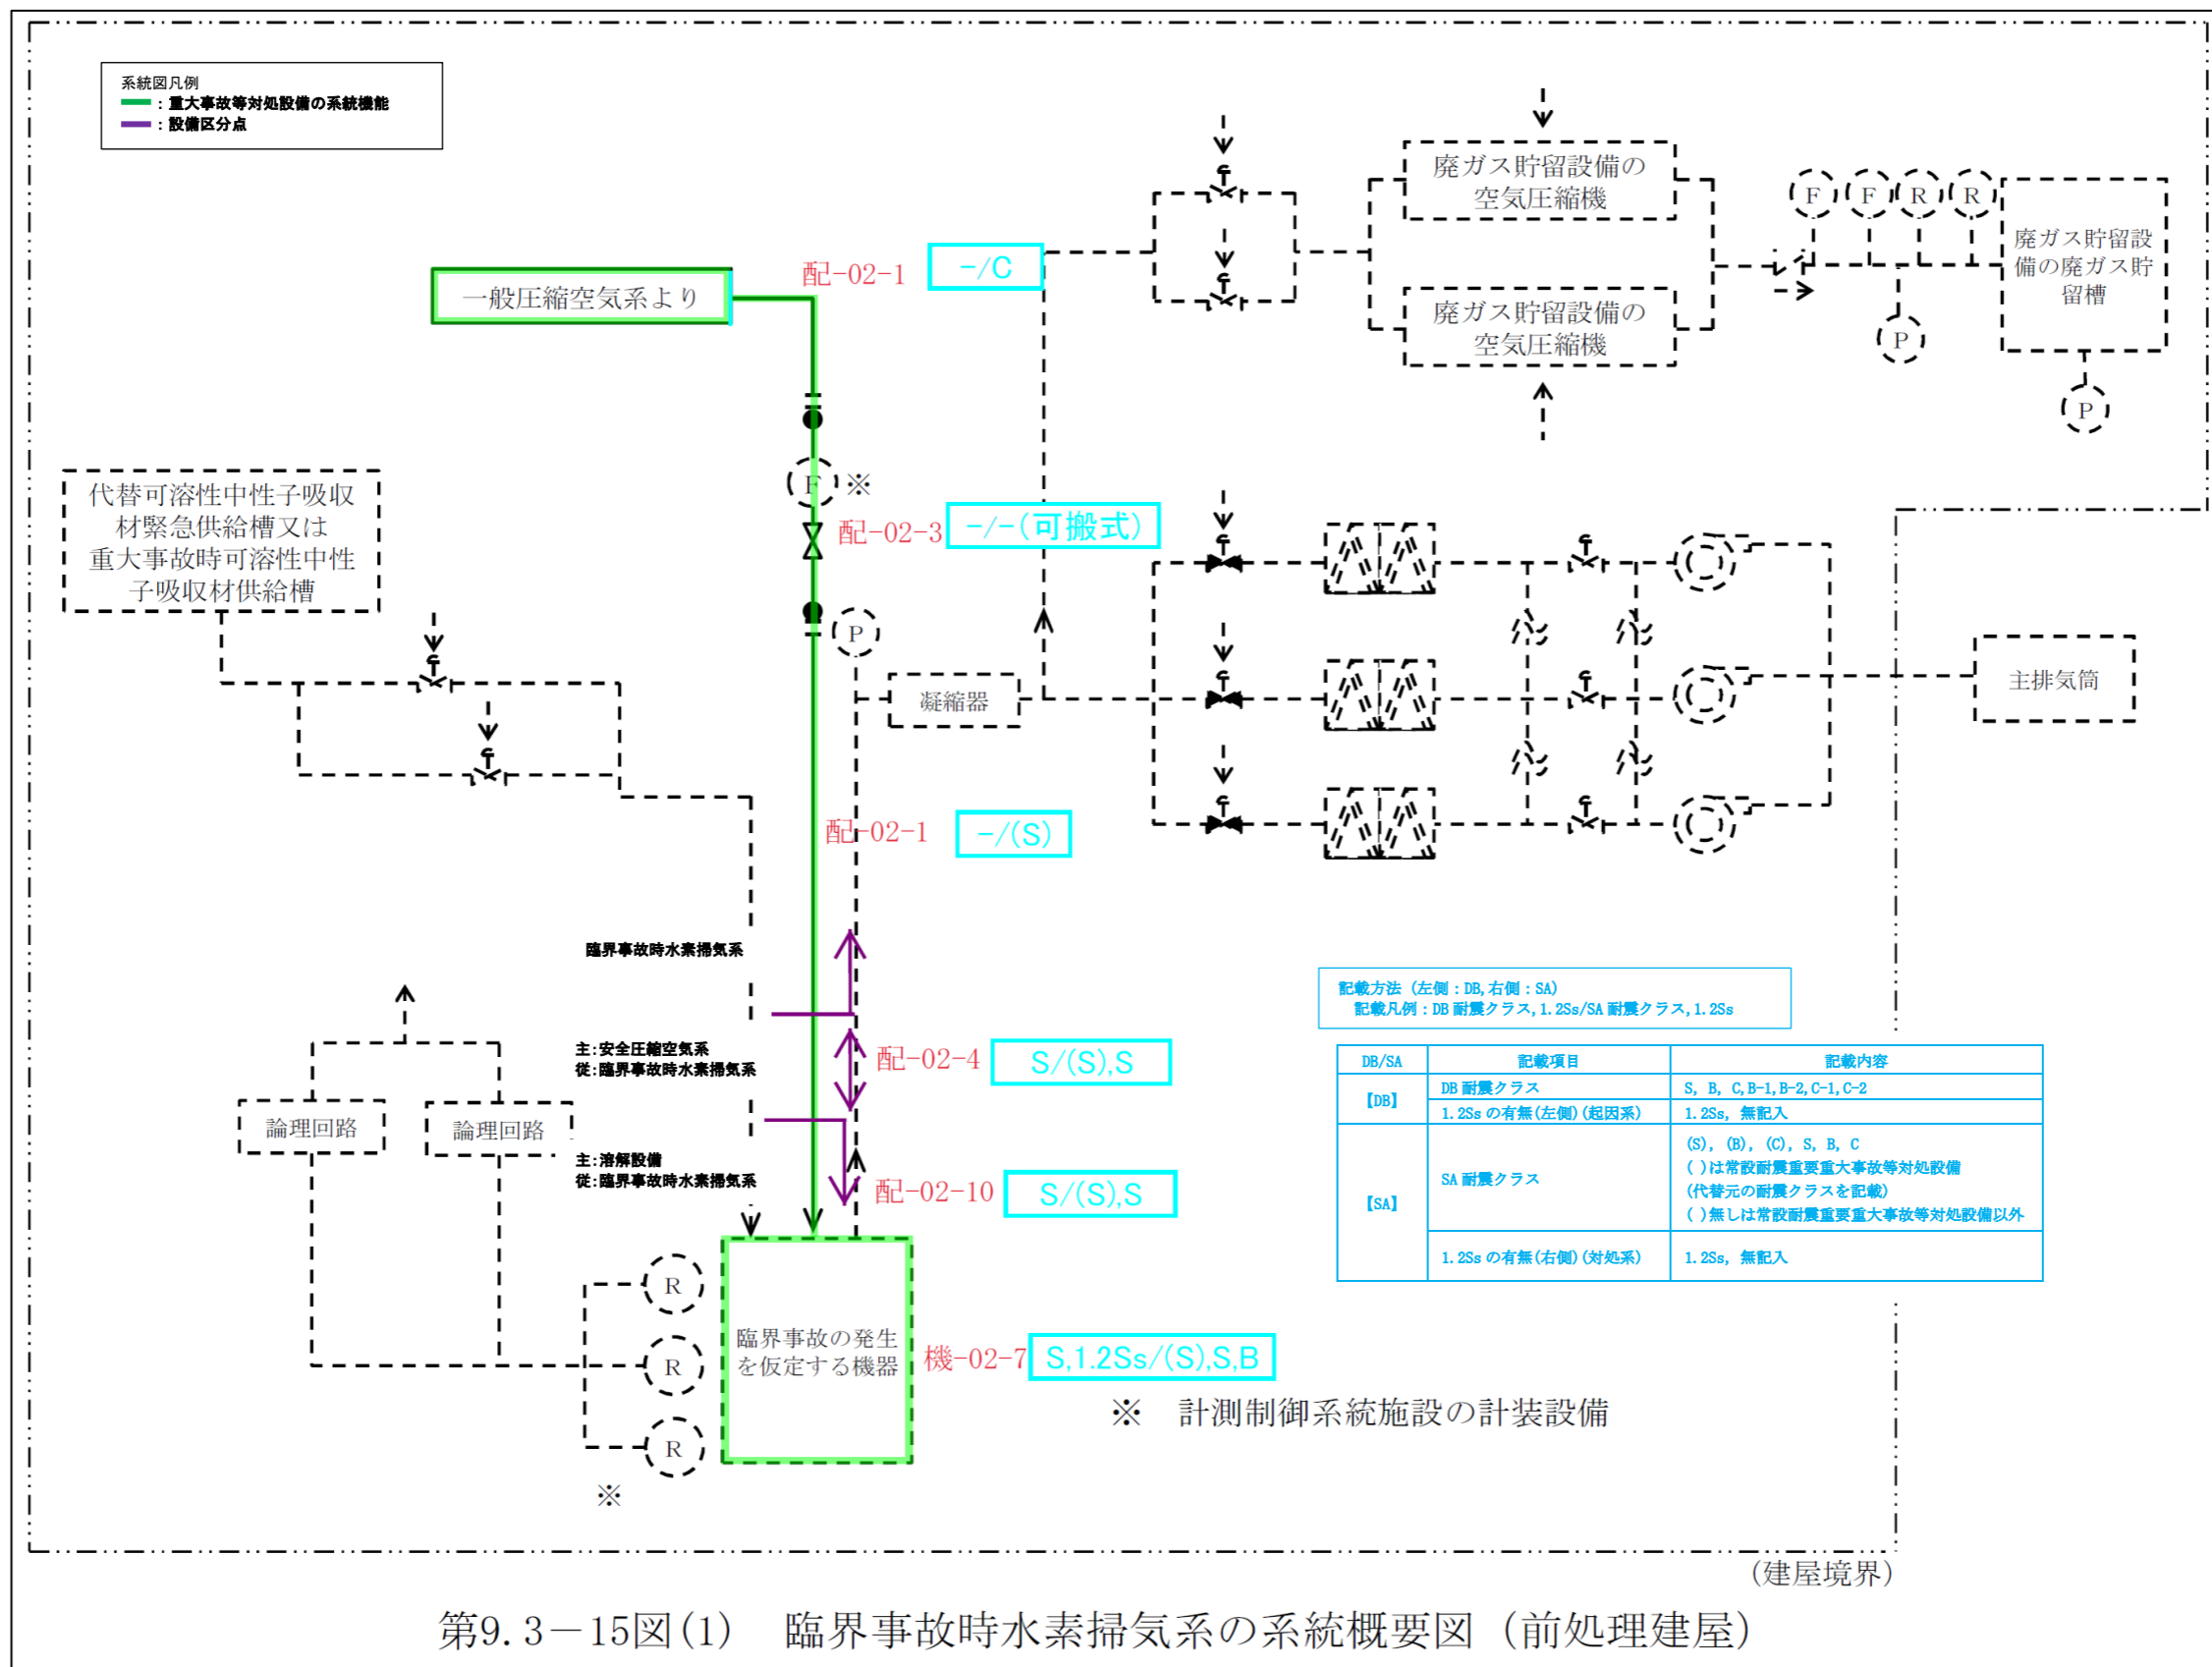 系統図凡例
：重大事故等対処設備の系統機能
：設備区分点
一般圧縮空気系より
配-02-1
-/C
廃ガス貯留設備の
空気圧縮機
廃ガス貯留設備の
空気圧縮機
F
F
R
R
P
廃ガス貯留設
備の廃ガス貯
留槽
P
F
※
配-02-3
-/-(可搬式)
代替可溶性中性子吸収
材緊急供給槽又は
重大事故時可溶性中性
子吸収材供給槽
P
凝縮器
主排気筒
配-02-1
-/(S)
臨界事故時水素掃気系
主:安全圧縮空気系
従:臨界事故時水素掃気系
配-02-4
S/(S),S
論理回路
論理回路
主:溶解設備
従:臨界事故時水素掃気系
配-02-10
S/(S),S
記載方法（左側：DB,右側：SA）
記載凡例：DB 耐震クラス,1.2Ss/SA 耐震クラス,1.2Ss
DB/SA 記載項目 記載内容
【DB】 DB 耐震クラス S, B, C,B-1,B-2,C-1,C-2
1.2Ss の有無(左側)(起因系) 1.2Ss, 無記入
【SA】 SA 耐震クラス (S), (B), (C), S, B, C
( )は常設耐震重要重大事故等対処設備
(代替元の耐震クラスを記載)
( )無しは常設耐震重要重大事故等対処設備以外
1.2Ss の有無(右側)(対処系) 1.2Ss, 無記入
R
R
R
※
臨界事故の発生
を仮定する機器
機-02-7
S,1.2Ss/(S),S,B
※　計測制御系統施設の計装設備
（建屋境界）
第9.3－15図(1)　臨界事故時水素掃気系の系統概要図（前処理建屋）